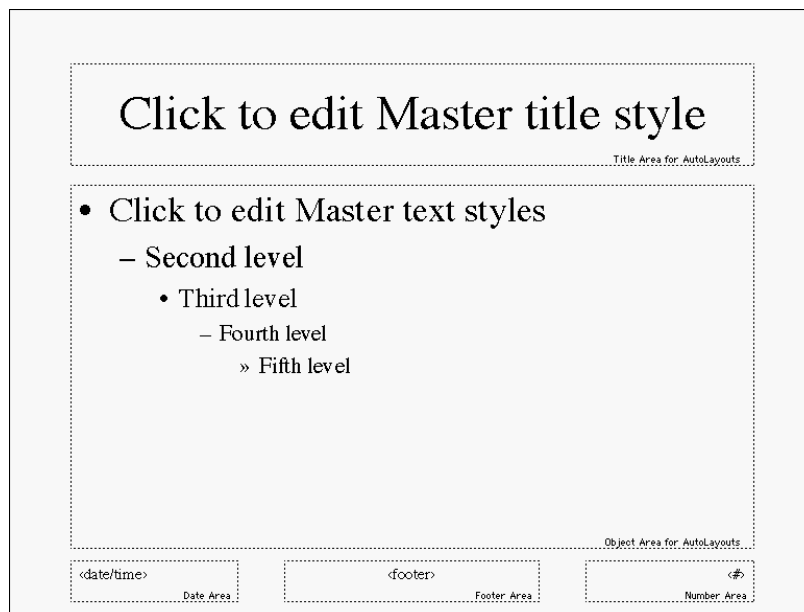 Click to edit Master title style
Title Area for AutoLayouts
• Click to edit Master text styles
– Second level
• Third level
– Fourth level
» Fifth level
Object Area for AutoLayouts
‹date/time›
Date Area
‹footer›
Footer Area
‹#›
Number Area